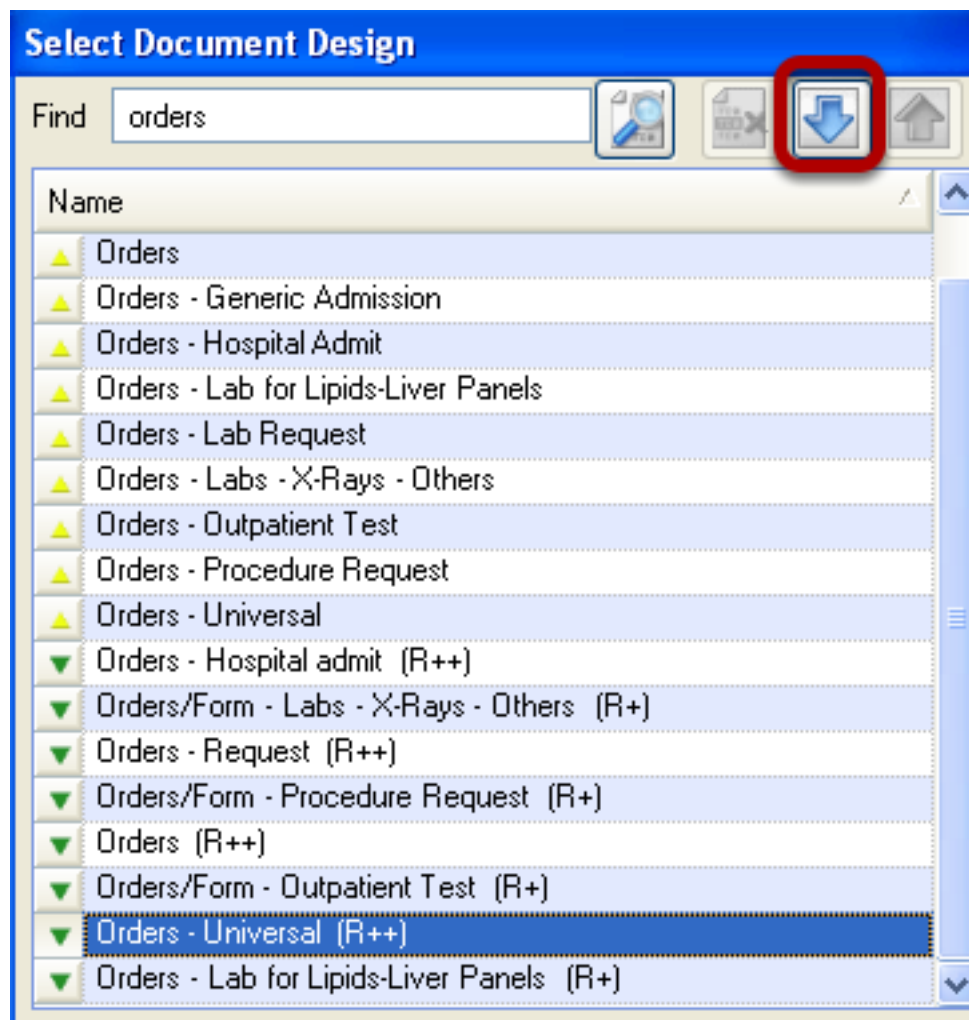 Select Document Design
Find orders
Name
Orders
Orders - Generic Admission
Orders - Hospital Admit
Orders - Lab for Lipids-Liver Panels
Orders - Lab Request
Orders - Labs - X-Rays - Others
Orders - Outpatient Test
Orders - Procedure Request
Orders - Universal
Orders - Hospital admit (R++)
Orders/Form - Labs - X-Rays - Others (R+)
Orders - Request (R++)
Orders/Form - Procedure Request (R+)
Orders (R++)
Orders/Form - Outpatient Test (R+)
Orders - Universal (R++)
Orders - Lab for Lipids-Liver Panels (R+)